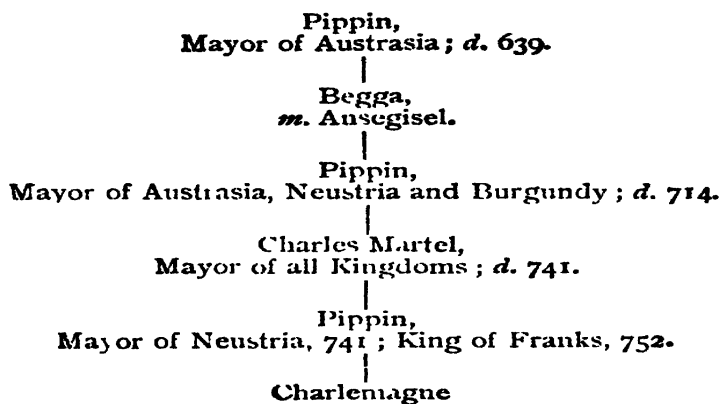 Pippin,
Mayor of Austrasia; d. 639.
Begga,
m. Ansegisel.
Pippin,
Mayor of Austrasia, Neustria and Burgundy; d. 714.
Charles Martel,
Mayor of all Kingdoms; d. 741.
Pippin,
Mayor of Neustria, 741; King of Franks, 752.
Charlemagne